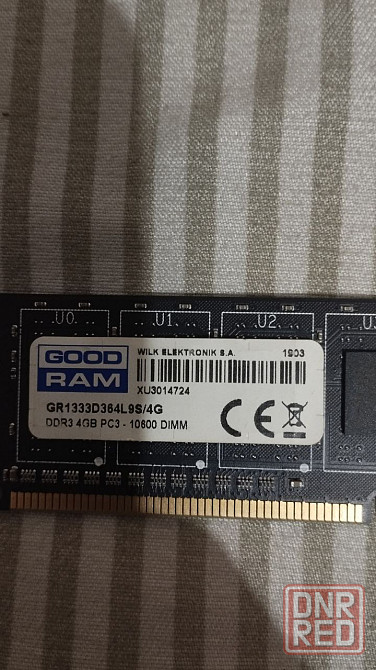 U0 U1 U2 U3
GOOD
RAM
WILK ELEKTRONIK S.A. 1903
XU3014724
GR1333D364L9S/4G
DDR3 4GB PC3 - 10600 DIMM
CE
DNR
RED